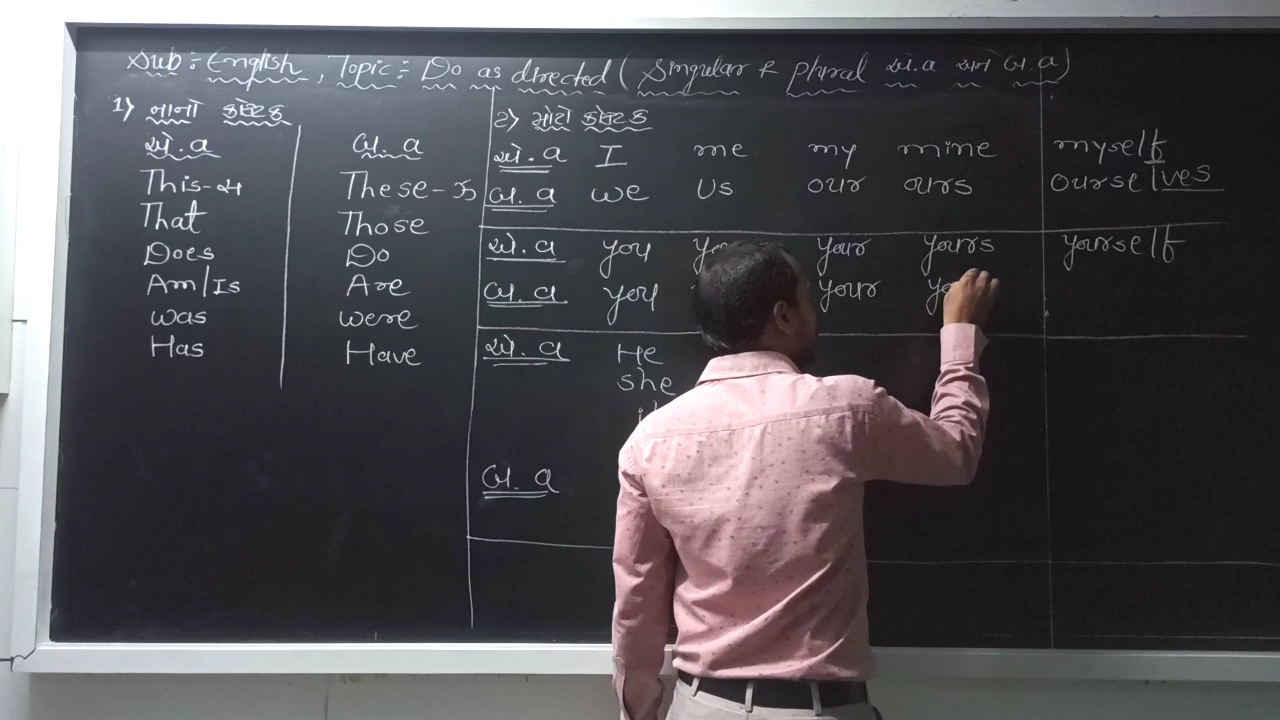 Sub:- English, Topic:- Do as directed ( Singular & plural એ.વ અને બ.વ)
1) નાનો કોષ્ટક
એ.વ બ.વ
This-આ These-આ
That Those
Does Do
Am/Is Are
was were
Has Have
2) મોટો કોષ્ટક
એ.વ I me my mine myself
બ.વ we us our ours ourselves
એ.વ you your yours yourself
બ.વ you your
એ.વ He
she
બ.વ